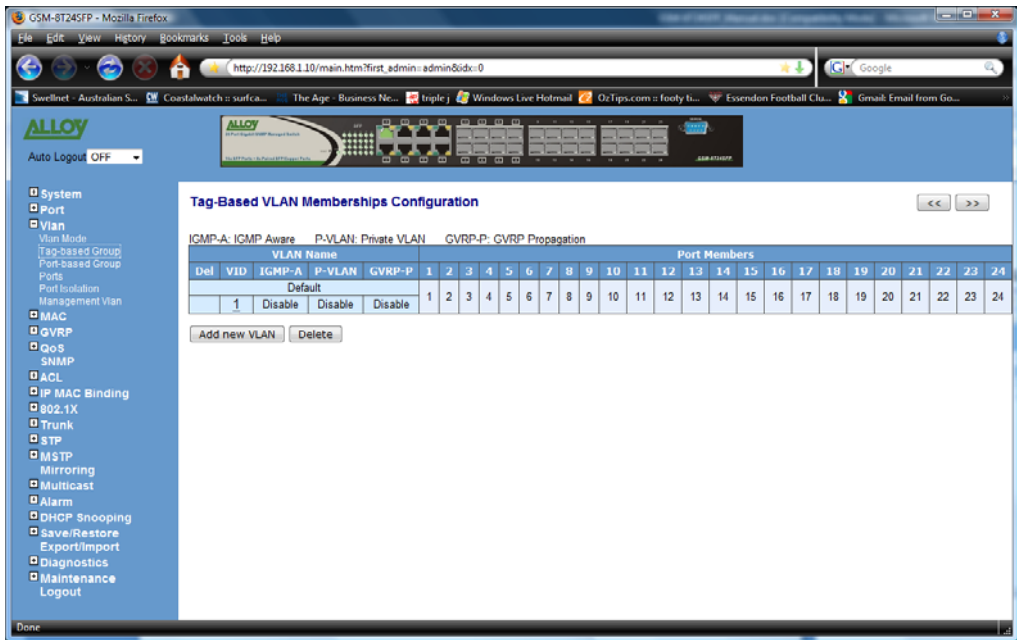 GSM-8T24SFP - Mozilla Firefox
File Edit View History Bookmarks Tools Help
http://192.168.1.10/main.htm?first_admin=admin&idx=0
Google
Swellnet - Australian S... Coastalwatch :: surfca... The Age - Business Ne... triple j Windows Live Hotmail OzTips.com :: footy ti... Essendon Football Clu... Gmail: Email from Go...
ALLOY
Auto Logout OFF
ALLOY
GSM-8T24SFP
System
Port
Vlan
Vlan Mode
Tag-based Group
Port-based Group
Ports
Port Isolation
Management Vlan
MAC
GVRP
QoS
SNMP
ACL
IP MAC Binding
802.1X
Trunk
STP
MSTP
Mirroring
Multicast
Alarm
DHCP Snooping
Save/Restore
Export/Import
Diagnostics
Maintenance
Logout
Tag-Based VLAN Memberships Configuration
<< >>
IGMP-A: IGMP Aware P-VLAN: Private VLAN GVRP-P: GVRP Propagation
VLAN Name Port Members
Del VID IGMP-A P-VLAN GVRP-P 1 2 3 4 5 6 7 8 9 10 11 12 13 14 15 16 17 18 19 20 21 22 23 24
Default
1 Disable Disable Disable 1 2 3 4 5 6 7 8 9 10 11 12 13 14 15 16 17 18 19 20 21 22 23 24
Add new VLAN Delete
Done